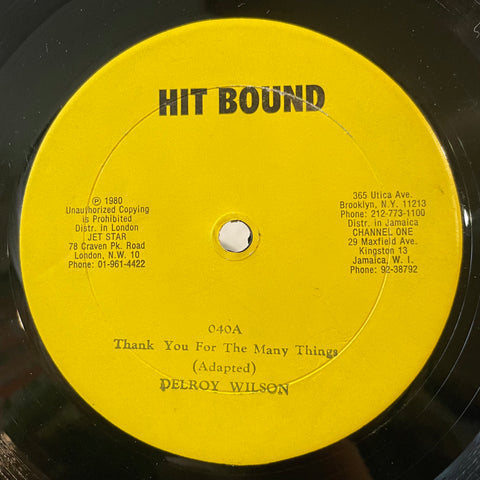 HIT BOUND
℗ 1980
Unauthorized Copying
is Prohibited
Distr. in London
JET STAR
78 Craven Pk. Road
London, N.W. 10
Phone: 01-961-4422
365 Utica Ave.
Brooklyn, N.Y. 11213
Phone: 212-773-1100
Distr. in Jamaica
CHANNEL ONE
29 Maxfield Ave.
Kingston 13
Jamaica, W. I.
Phone: 92-38792
040A
Thank You For The Many Things
(Adapted)
DELROY WILSON